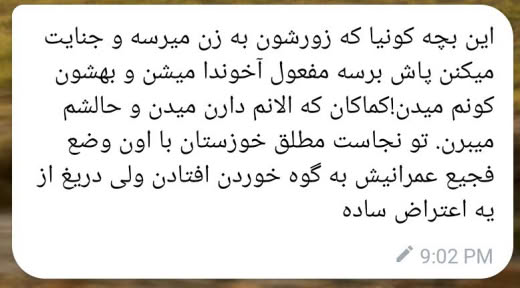 این بچه کونیا که زورشون به زن میرسه و جنایت
میکنن پاش برسه مفعول آخوندا میشن و بهشون
کونم میدن!کماکان که الانم دارن میدن و حالشم
میبرن. تو نجاست مطلق خوزستان با اون وضع
فجیع عمرانیش به گوه خوردن افتادن ولی دریغ از
یه اعتراض ساده
9:02 PM